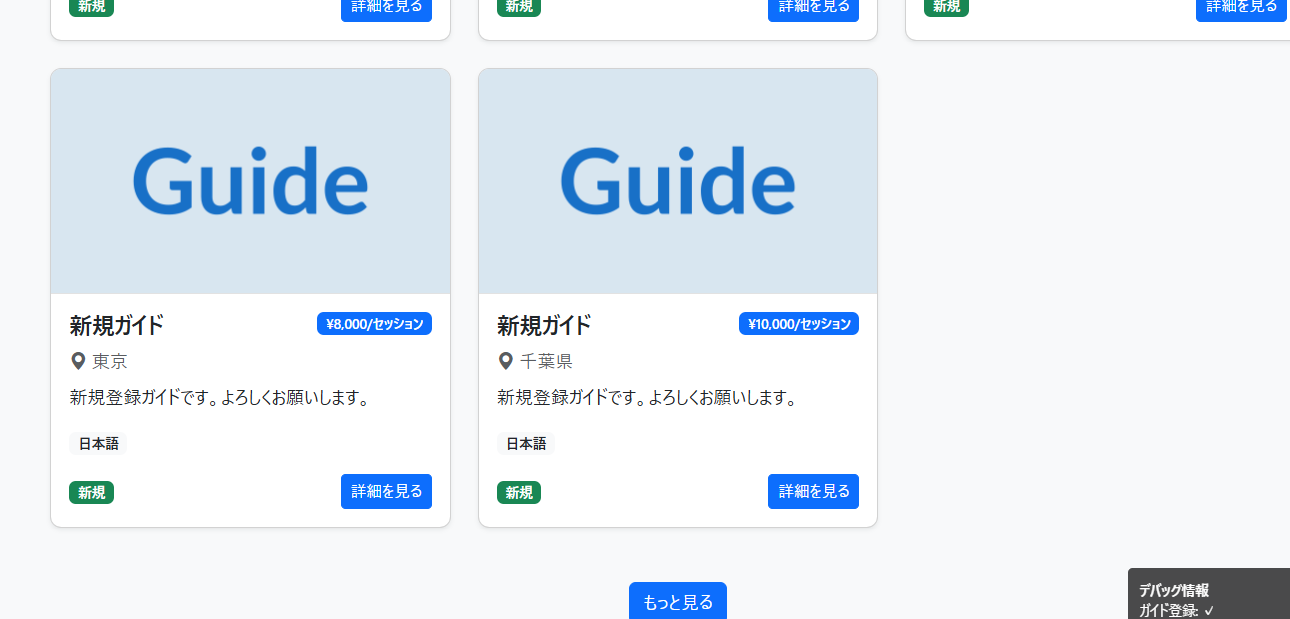 新規 詳細を見る 新規 詳細を見る 新規 詳細を見る
Guide
Guide
新規ガイド ¥8,000/セッション
東京
新規登録ガイドです。よろしくお願いします。
日本語
新規 詳細を見る
新規ガイド ¥10,000/セッション
千葉県
新規登録ガイドです。よろしくお願いします。
日本語
新規 詳細を見る
もっと見る
デバッグ情報
ガイド登録: ✓